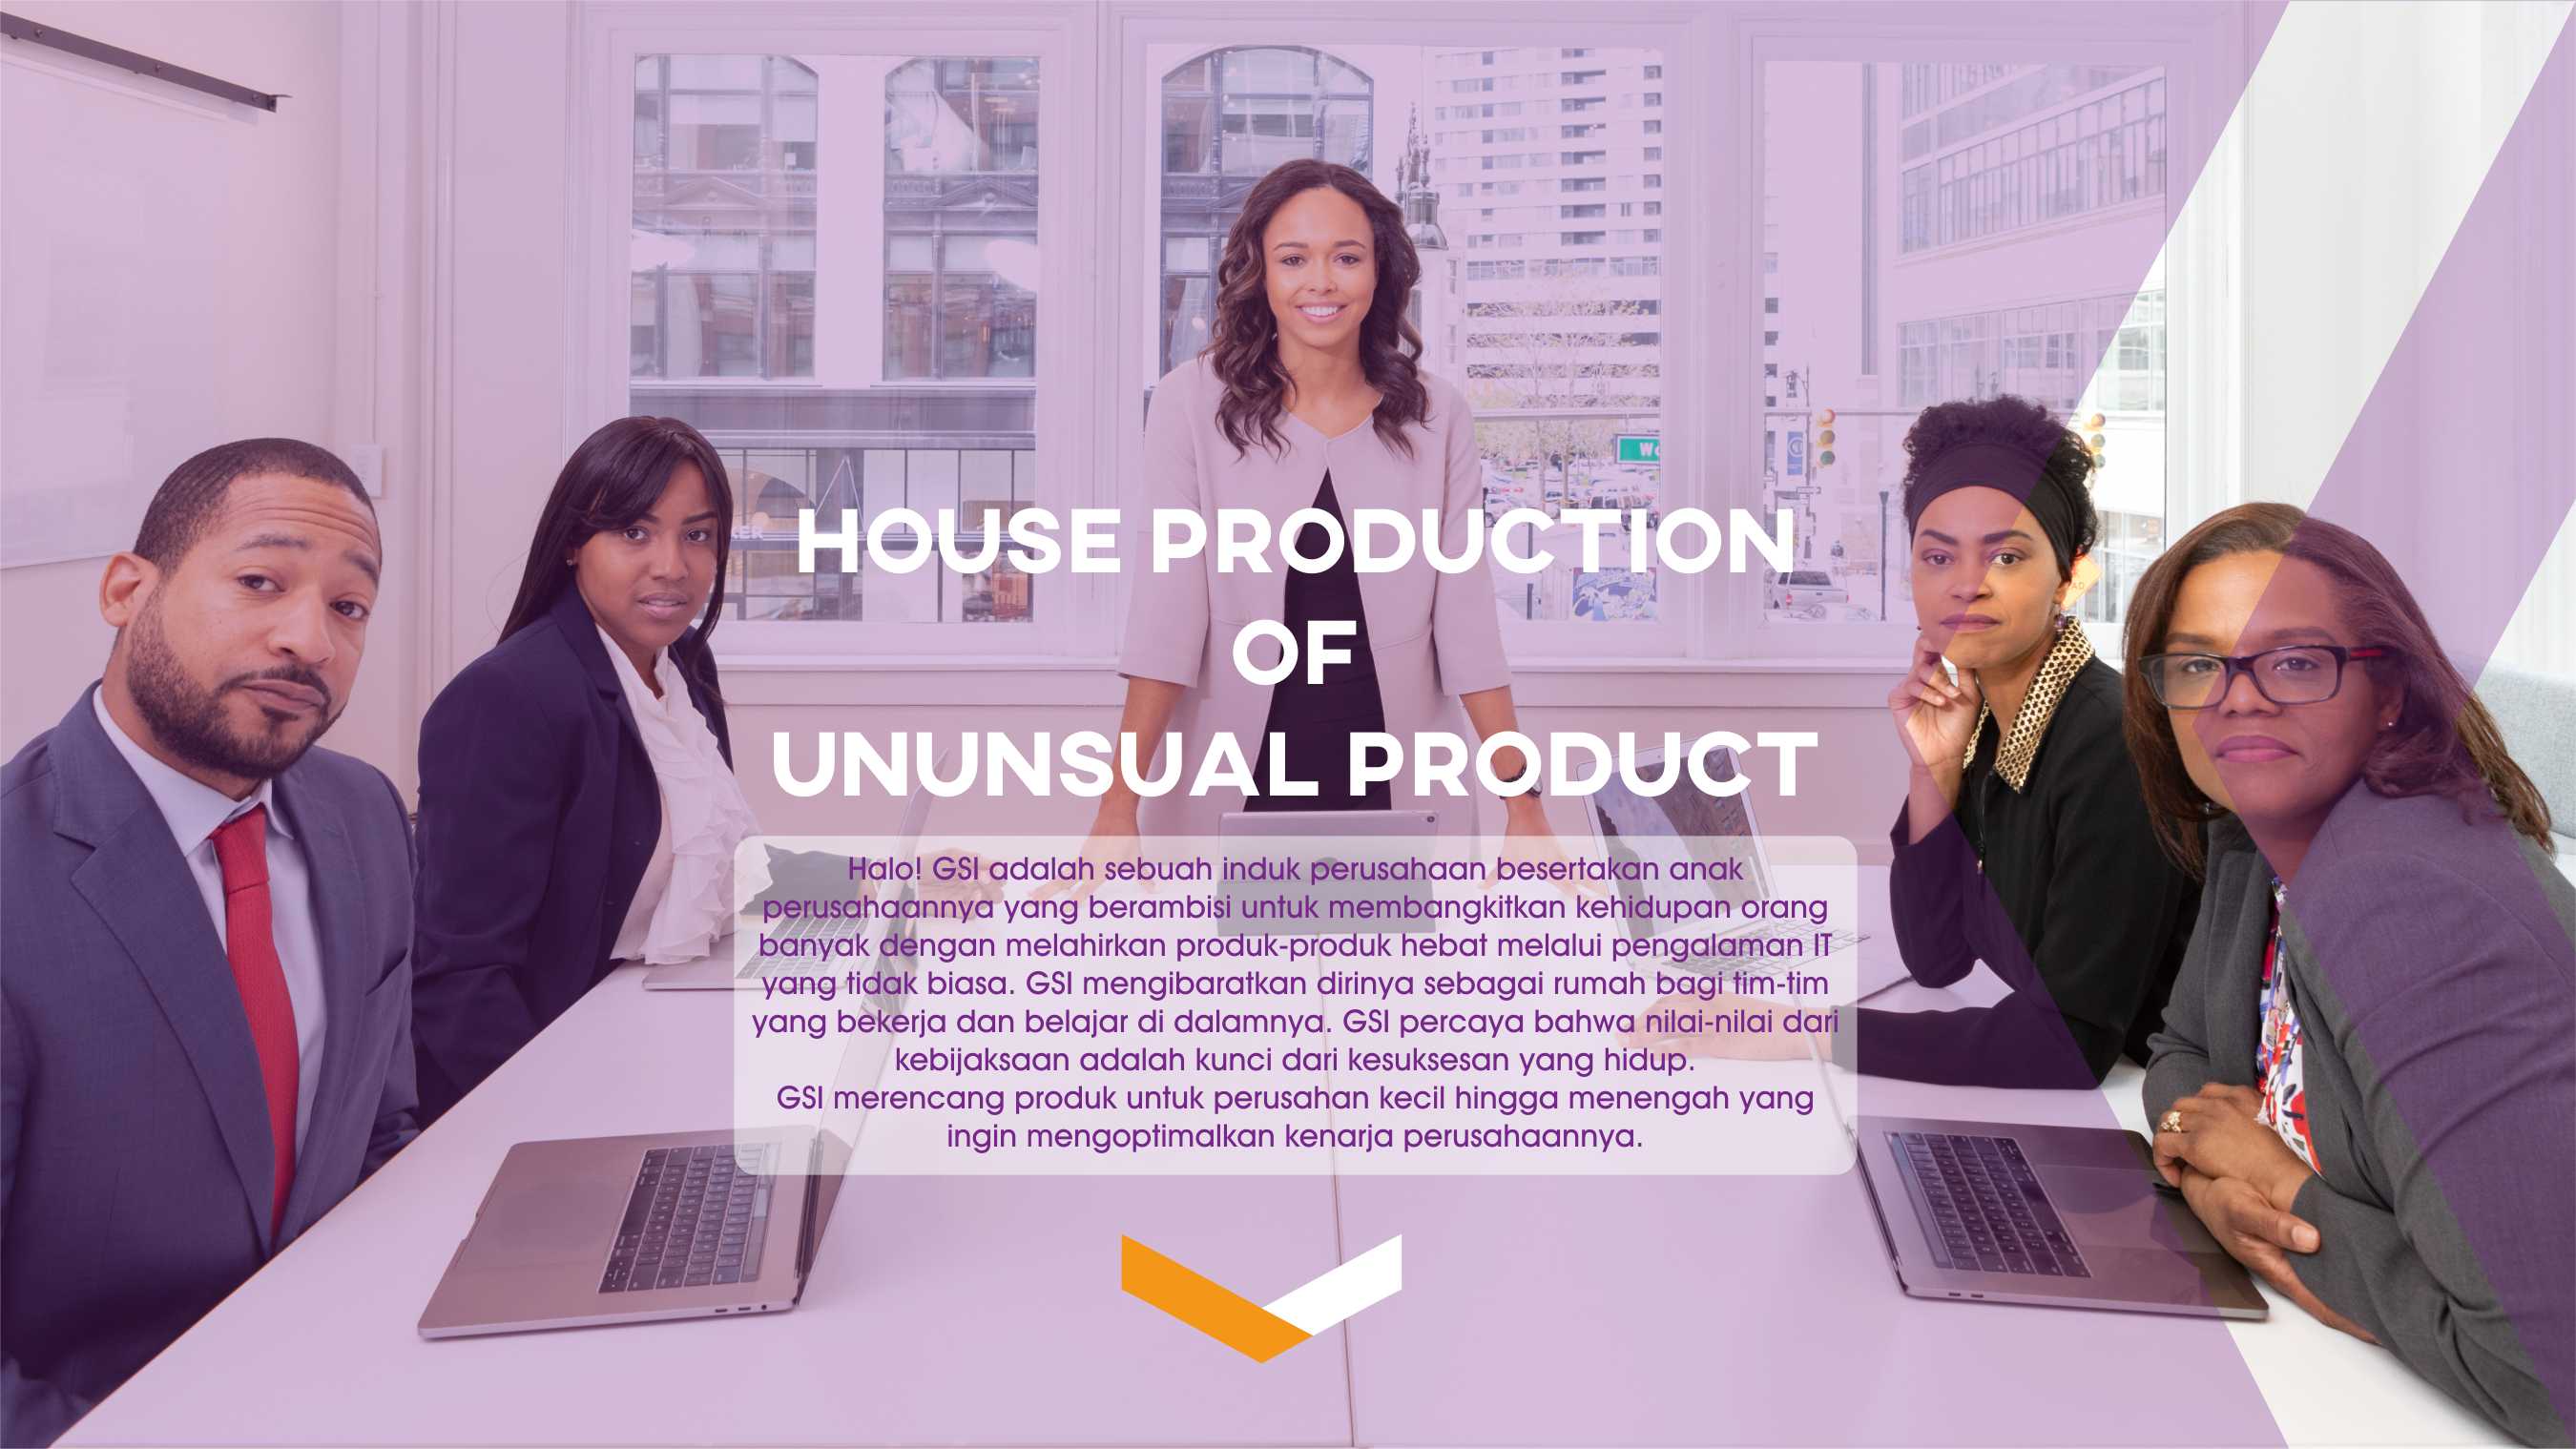 HOUSE PRODUCTION
OF
UNUNSUAL PRODUCT
Halo! GSI adalah sebuah induk perusahaan besertakan anak
perusahaannya yang berambisi untuk membangkitkan kehidupan orang
banyak dengan melahirkan produk-produk hebat melalui pengalaman IT
yang tidak biasa. GSI mengibaratkan dirinya sebagai rumah bagi tim-tim
yang bekerja dan belajar di dalamnya. GSI percaya bahwa nilai-nilai dari
kebijaksaan adalah kunci dari kesuksesan yang hidup.
GSI merencang produk untuk perusahan kecil hingga menengah yang
ingin mengoptimalkan kenarja perusahaannya.